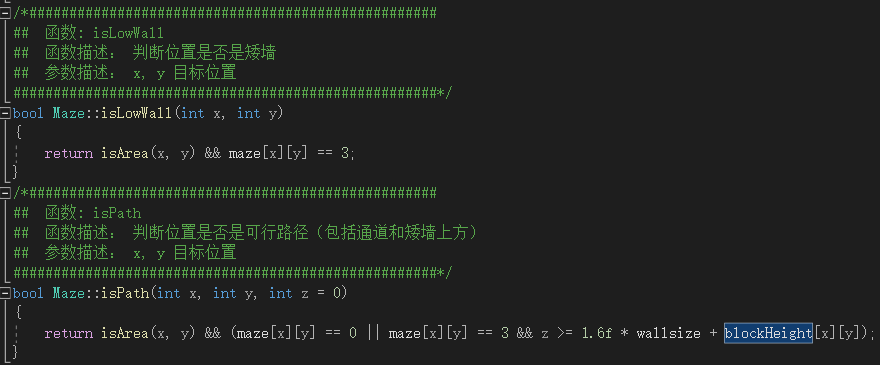 /*####################################################
## 函数: isLowWall
## 函数描述： 判断位置是否是矮墙
## 参数描述： x, y 目标位置
#####################################################*/
bool Maze::isLowWall(int x, int y)
{
return isArea(x, y) && maze[x][y] == 3;
}
/*####################################################
## 函数: isPath
## 函数描述： 判断位置是否是可行路径（包括通道和矮墙上方）
## 参数描述： x, y 目标位置
#####################################################*/
bool Maze::isPath(int x, int y, int z = 0)
{
return isArea(x, y) && (maze[x][y] == 0 || maze[x][y] == 3 && z >= 1.6f * wallsize + blockHeight[x][y]);
}